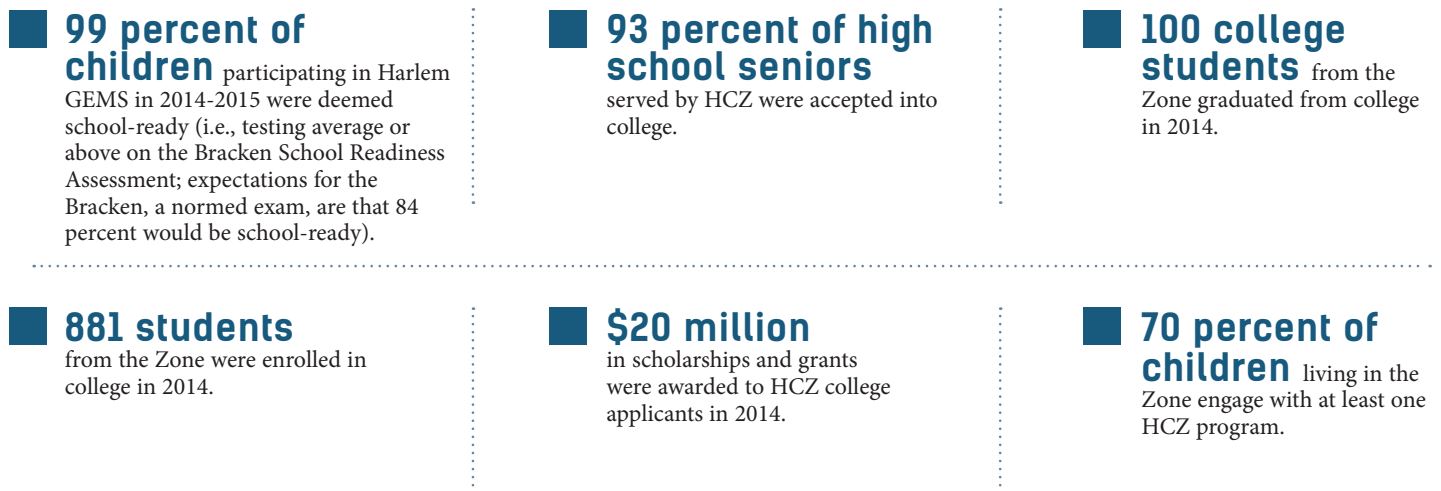 99 percent of
children participating in Harlem
GEMS in 2014-2015 were deemed
school-ready (i.e., testing average or
above on the Bracken School Readiness
Assessment; expectations for the
Bracken, a normed exam, are that 84
percent would be school-ready).
93 percent of high
school seniors
served by HCZ were accepted into
college.
100 college
students from the
Zone graduated from college
in 2014.
881 students
from the Zone were enrolled in
college in 2014.
$20 million
in scholarships and grants
were awarded to HCZ college
applicants in 2014.
70 percent of
children living in the
Zone engage with at least one
HCZ program.